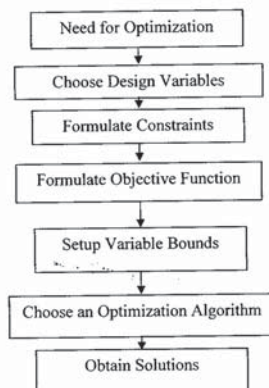 Need for Optimization
Choose Design Variables
Formulate Constraints
Formulate Objective Function
Setup Variable Bounds
Choose an Optimization Algorithm
Obtain Solutions